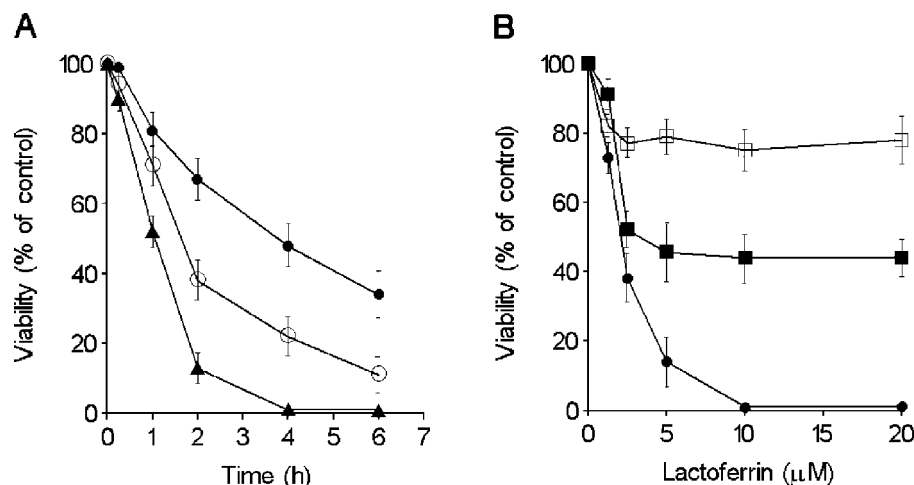 A
Viability (% of control)
100
80
60
40
20
0
0 1 2 3 4 5 6 7
Time (h)
B
Viability (% of control)
100
80
60
40
20
0
0 5 10 15 20
Lactoferrin (μM)